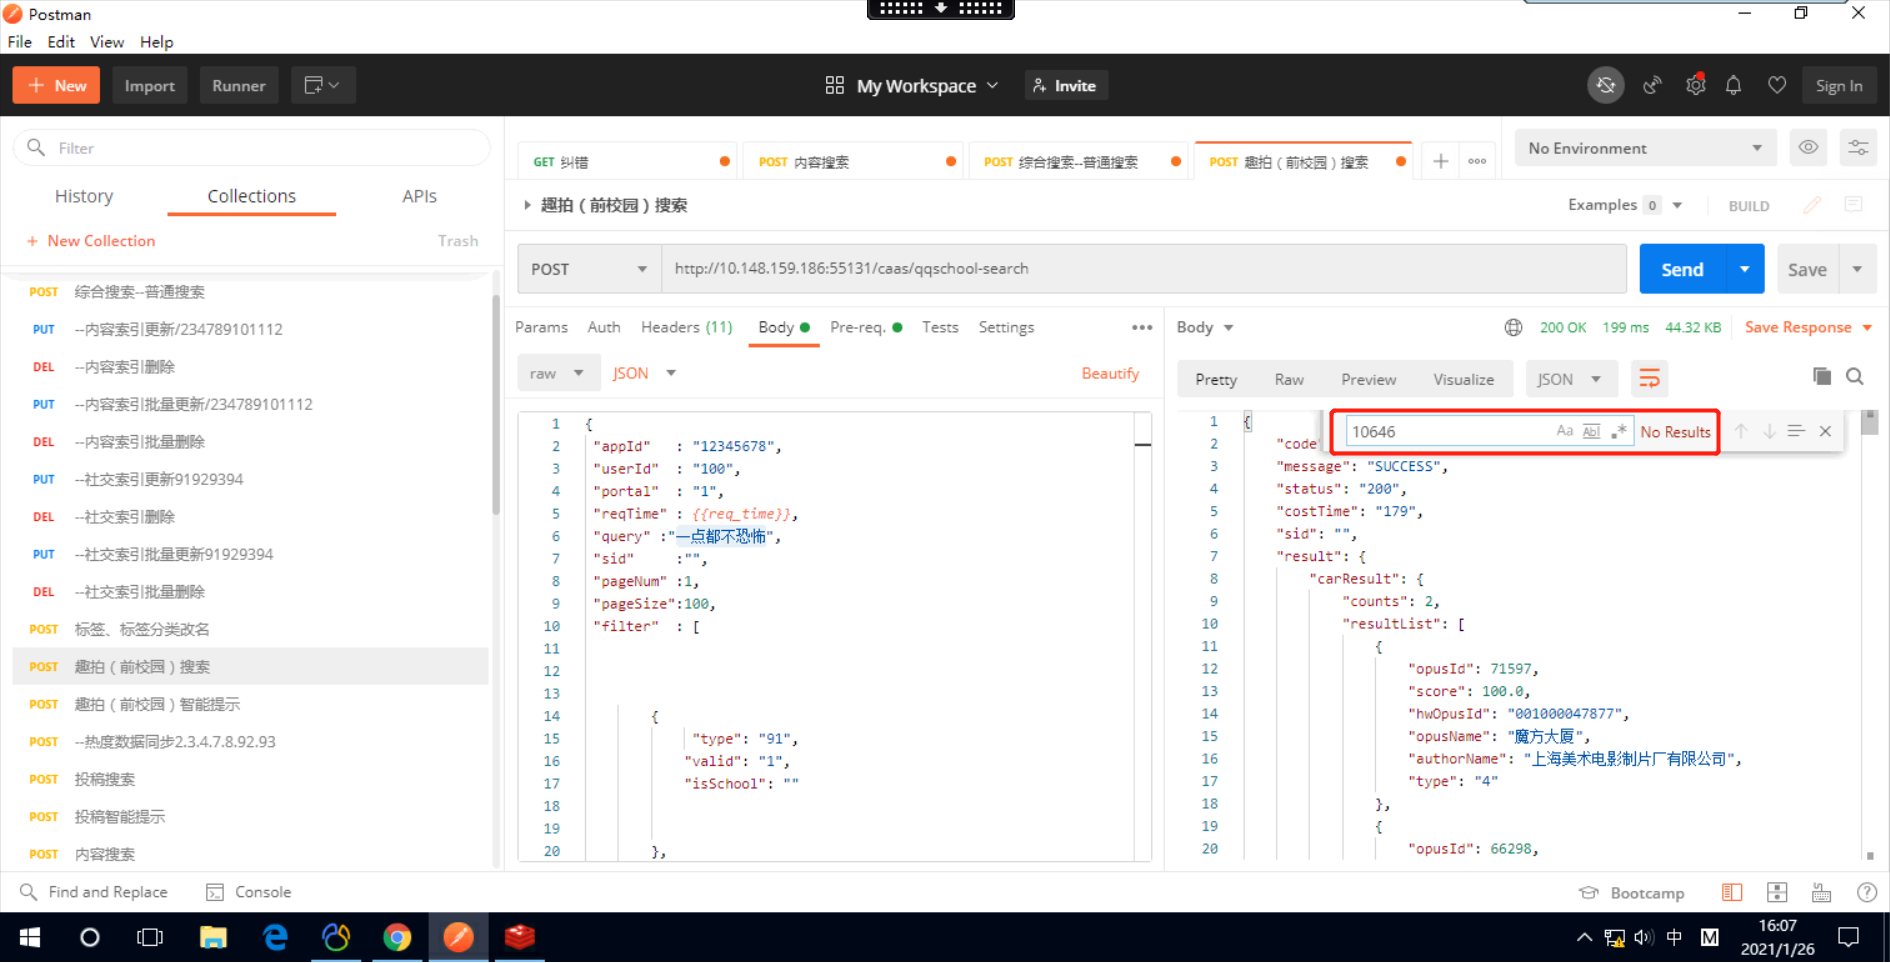 Postman
File Edit View Help
New Import Runner My Workspace Invite Sign In
Filter
History Collections APIs
+ New Collection Trash
POST 综合搜索--普通搜索
PUT --内容索引更新/234789101112
DEL --内容索引删除
PUT --内容索引批量更新/234789101112
DEL --内容索引批量删除
PUT --社交索引更新91929394
DEL --社交索引删除
PUT --社交索引批量更新91929394
DEL --社交索引批量删除
POST 标签、标签分类改名
POST 趣拍（前校园）搜索
POST 趣拍（前校园）智能提示
POST --热度数据同步2.3.4.7.8.92.93
POST 投稿搜索
POST 投稿智能提示
POST 内容搜索
GET 纠错 POST 内容搜索 POST 综合搜索--普通搜索 POST 趣拍（前校园）搜索
No Environment
趣拍（前校园）搜索 Examples 0 BUILD
POST http://10.148.159.186:55131/caas/qqschool-search Send Save
Params Auth Headers (11) Body Pre-req. Tests Settings
raw JSON Beautify
1 {
2 "appId" : "12345678",
3 "userId" : "100",
4 "portal" : "1",
5 "reqTime" : {{req_time}},
6 "query" :"一点都不恐怖",
7 "sid" :"",
8 "pageNum" :1,
9 "pageSize":100,
10 "filter" : [
11
12
13
14 {
15 "type": "91",
16 "valid": "1",
17 "isSchool": ""
18
19
20 },
Body 200 OK 199 ms 44.32 KB Save Response
Pretty Raw Preview Visualize JSON
10646 Aa Abl .* No Results
1 {
2 "code"
3 "message": "SUCCESS",
4 "status": "200",
5 "costTime": "179",
6 "sid": "",
7 "result": {
8 "carResult": {
9 "counts": 2,
10 "resultList": [
11 {
12 "opusId": 71597,
13 "score": 100.0,
14 "hwOpusId": "001000047877",
15 "opusName": "魔方大厦",
16 "authorName": "上海美术电影制片厂有限公司",
17 "type": "4"
18 },
19 {
20 "opusId": 66298,
Find and Replace Console Bootcamp
中 M 16:07
2021/1/26